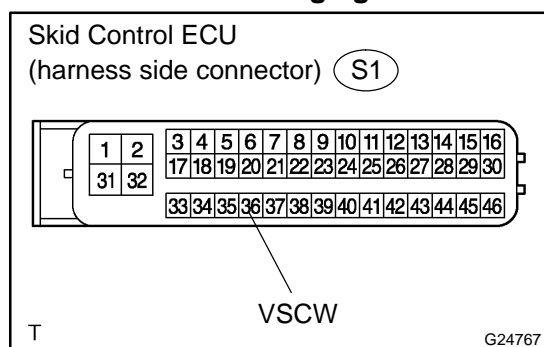 Skid Control ECU
(harness side connector) S1
1 2 3 4 5 6 7 8 9 10 11 12 13 14 15 16
31 32 17 18 19 20 21 22 23 24 25 26 27 28 29 30
33 34 35 36 37 38 39 40 41 42 43 44 45 46
VSCW
T G24767